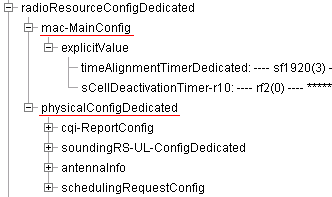 radioResourceConfigDedicated
mac-MainConfig
explicitValue
timeAlignmentTimerDedicated: ---- sf1920(3) -
sCellDeactivationTimer-r10: ---- rf2(0) ---- *****
physicalConfigDedicated
cqi-ReportConfig
soundingRS-UL-ConfigDedicated
antennaInfo
schedulingRequestConfig